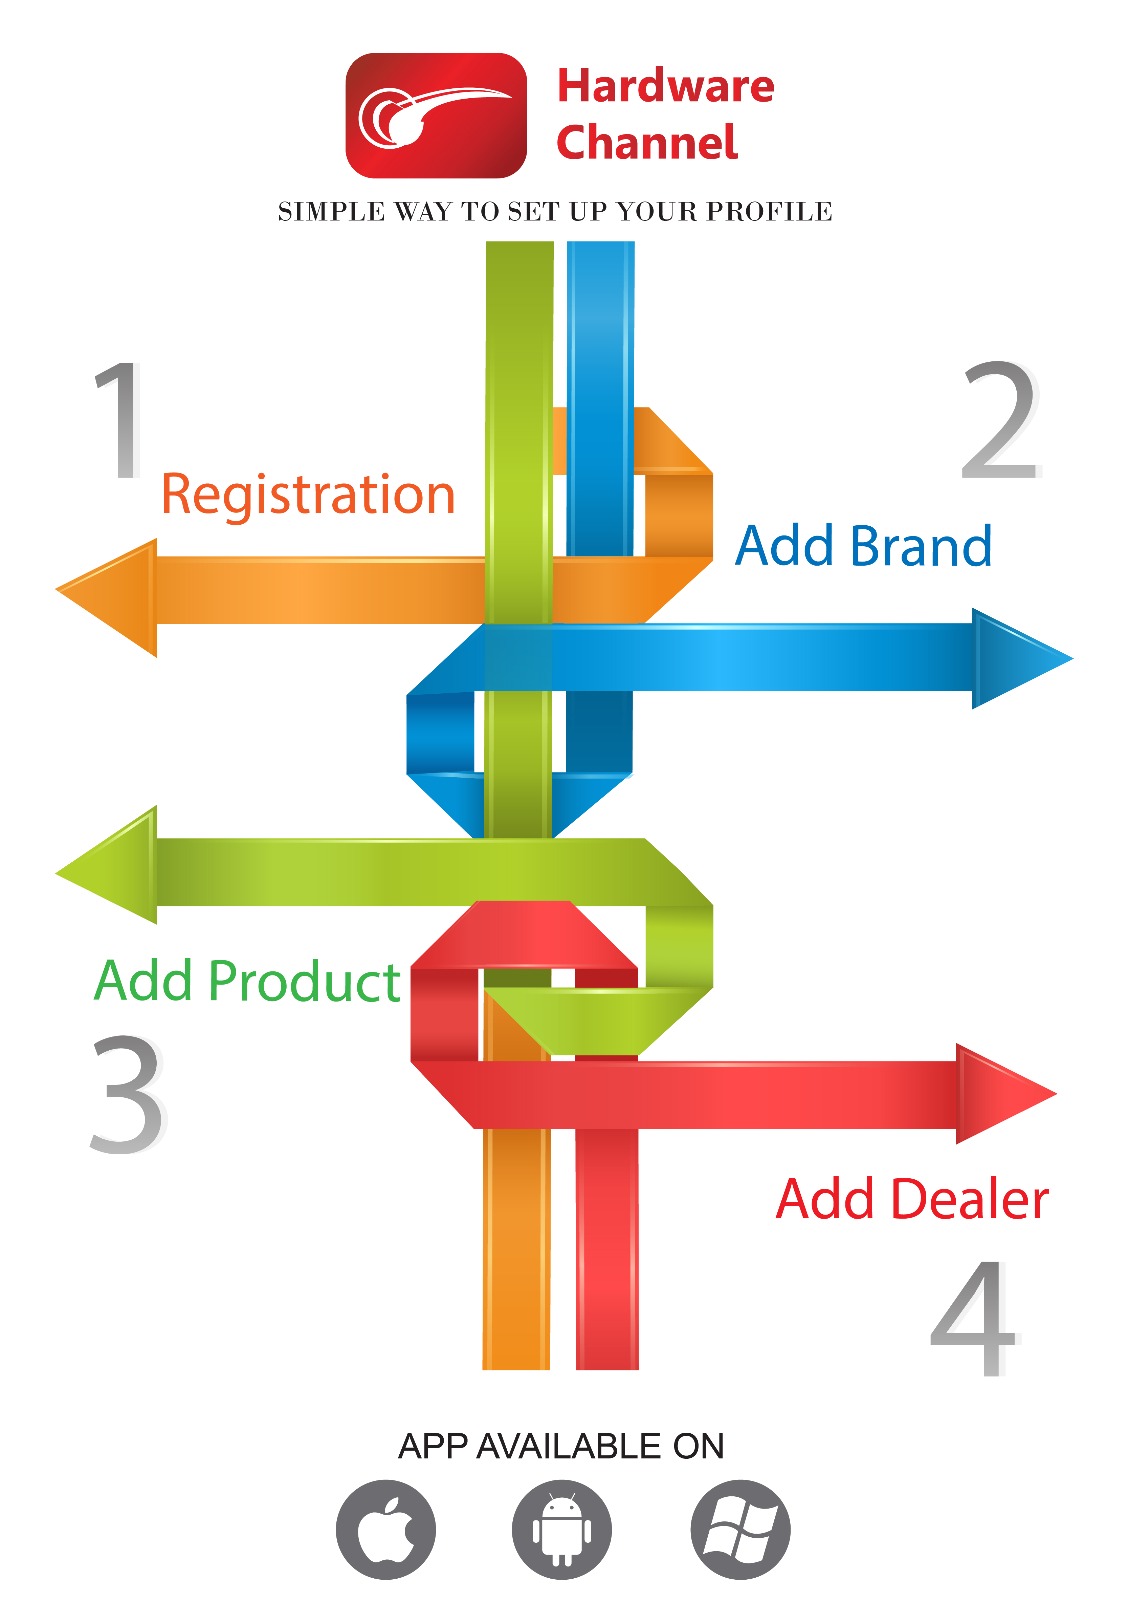 Hardware
Channel
SIMPLE WAY TO SET UP YOUR PROFILE
1
Registration
2
Add Brand
Add Product
3
Add Dealer
4
APP AVAILABLE ON